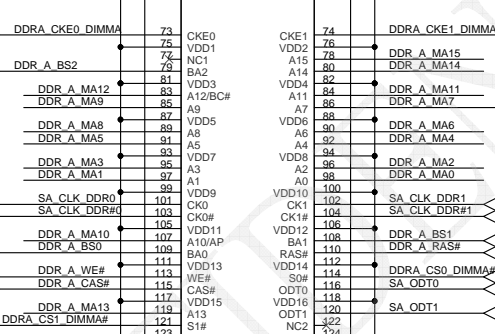 DDRA_CKE0_DIMMA 73 CKE0 CKE1 74 DDRA_CKE1_DIMMA
75 VDD1 VDD2 76
77 NC1 A15 78 DDR_A_MA15
DDR_A_BS2 79 BA2 A14 80 DDR_A_MA14
81 VDD3 VDD4 82
DDR_A_MA12 83 A12/BC# A11 84 DDR_A_MA11
DDR_A_MA9 85 A9 A7 86 DDR_A_MA7
87 VDD5 VDD6 88
DDR_A_MA8 89 A8 A6 90 DDR_A_MA6
DDR_A_MA5 91 A5 A4 92 DDR_A_MA4
93 VDD7 VDD8 94
DDR_A_MA3 95 A3 A2 96 DDR_A_MA2
DDR_A_MA1 97 A1 A0 98 DDR_A_MA0
99 VDD9 VDD10 100
SA_CLK_DDR0 101 CK0 CK1 102 SA_CLK_DDR1
SA_CLK_DDR#0 103 CK0# CK1# 104 SA_CLK_DDR#1
105 VDD11 VDD12 106
DDR_A_MA10 107 A10/AP BA1 108 DDR_A_BS1
DDR_A_BS0 109 BA0 RAS# 110 DDR_A_RAS#
111 VDD13 VDD14 112
DDR_A_WE# 113 WE# S0# 114 DDRA_CS0_DIMMA#
DDR_A_CAS# 115 CAS# ODT0 116 SA_ODT0
117 VDD15 VDD16 118
DDR_A_MA13 119 A13 ODT1 120 SA_ODT1
DDRA_CS1_DIMMA# 121 S1# NC2 122
123 124